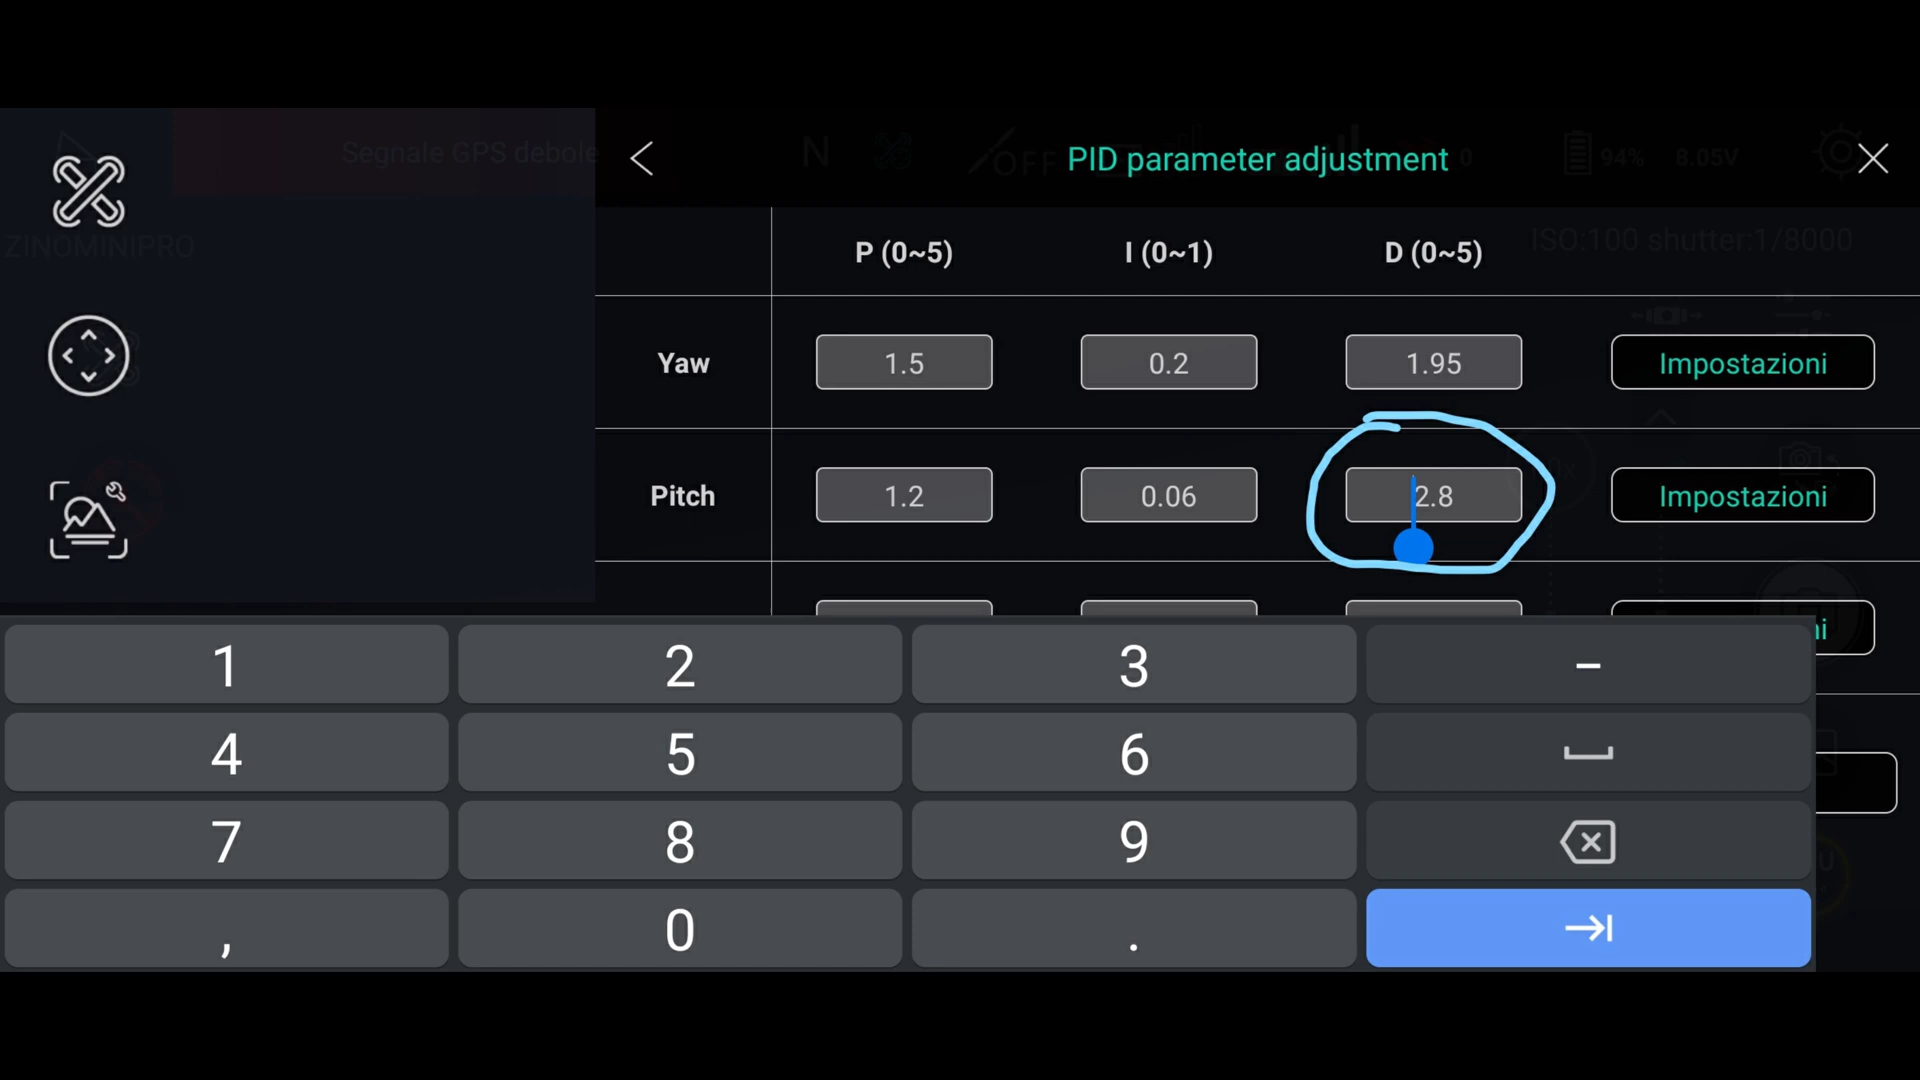 Segnale GPS debole
N
OFF
PID parameter adjustment
0
94%
8.05V
ZINOMINIPRO
P (0~5)
I (0~1)
D (0~5)
ISO:100 shutter:1/8000
Yaw
1.5
0.2
1.95
Impostazioni
Pitch
1.2
0.06
2.8
Impostazioni
ni
1
2
3
-
4
5
6
7
8
9
,
0
.